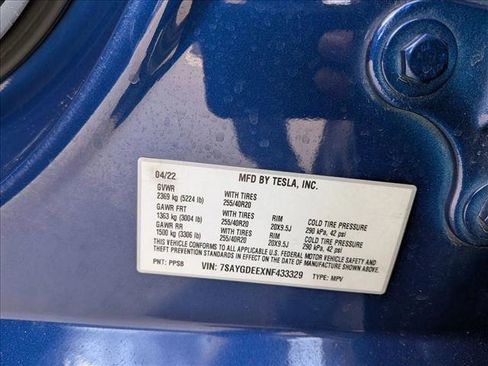 04/22 MFD BY TESLA, INC.
GVWR WITH TIRES
2369 kg (5224 lb) 255/40R20
GAWR FRT WITH TIRES RIM COLD TIRE PRESSURE
1363 kg (3004 lb) 255/40R20 20X9.5J 290 kPa, 42 psi
GAWR RR WITH TIRES RIM COLD TIRE PRESSURE
1500 kg (3306 lb) 255/40R20 20X9.5J 290 kPa, 42 psi
THIS VEHICLE CONFORMS TO ALL APPLICABLE U.S. FEDERAL MOTOR VEHICLE SAFETY AND
THEFT PREVENTION STANDARDS IN EFFECT ON THE DATE OF MANUFACTURE SHOWN ABOVE.
PNT: PPSB VIN: 7SAYGDEEXNF433329 TYPE: MPV